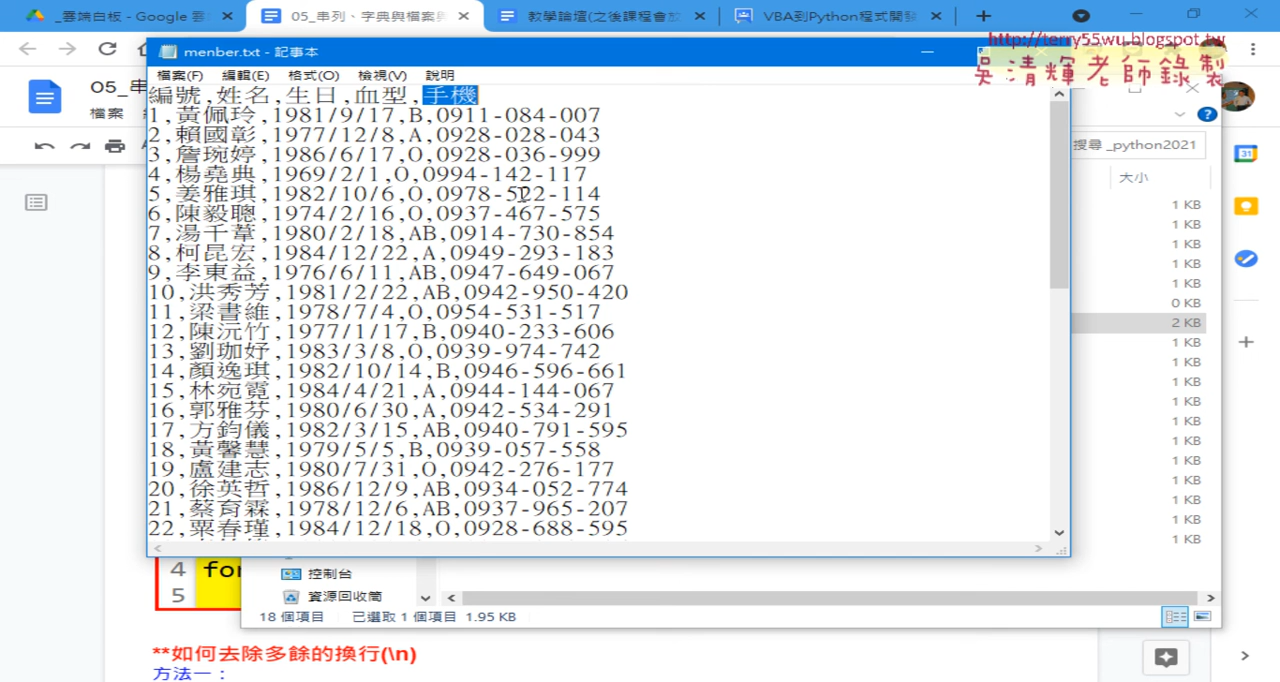 _雲端白板 - Google 雲
05_串列、字典與檔案
教學論壇(之後課程會放
VBA到Python程式開發
http://terry55wu.blogspot.tw
吳清輝老師錄製
menber.txt - 記事本
檔案(F) 編輯(E) 格式(O) 檢視(V) 說明
05_串
檔案
編號,姓名,生日,血型,手機
1,黃佩玲,1981/9/17,B,0911-084-007
2,賴國彰,1977/12/8,A,0928-028-043
3,詹琬婷,1986/6/17,O,0928-036-999
4,楊堯典,1969/2/1,O,0994-142-117
5,姜雅琪,1982/10/6,O,0978-522-114
6,陳毅聰,1974/2/16,O,0937-467-575
7,湯千葦,1980/2/18,AB,0914-730-854
8,柯昆宏,1984/12/22,A,0949-293-183
9,李東益,1976/6/11,AB,0947-649-067
10,洪秀芳,1981/2/22,AB,0942-950-420
11,梁書維,1978/7/4,O,0954-531-517
12,陳沅竹,1977/1/17,B,0940-233-606
13,劉珈妤,1983/3/8,O,0939-974-742
14,顏逸琪,1982/10/14,B,0946-596-661
15,林宛霓,1984/4/21,A,0944-144-067
16,郭雅芬,1980/6/30,A,0942-534-291
17,方鈞儀,1982/3/15,AB,0940-791-595
18,黃馨慧,1979/5/5,B,0939-057-558
19,盧建志,1980/7/31,O,0942-276-177
20,徐英哲,1986/12/9,AB,0934-052-774
21,蔡育霖,1978/12/6,AB,0937-965-207
22,粟春瑾,1984/12/18,O,0928-688-595
搜尋 _python2021
大小
1 KB
1 KB
1 KB
1 KB
1 KB
0 KB
2 KB
1 KB
1 KB
1 KB
1 KB
1 KB
1 KB
1 KB
1 KB
1 KB
1 KB
1 KB
31
4 for
5
控制台
資源回收筒
18 個項目 已選取 1 個項目 1.95 KB
**如何去除多餘的換行(\n)
方法一：